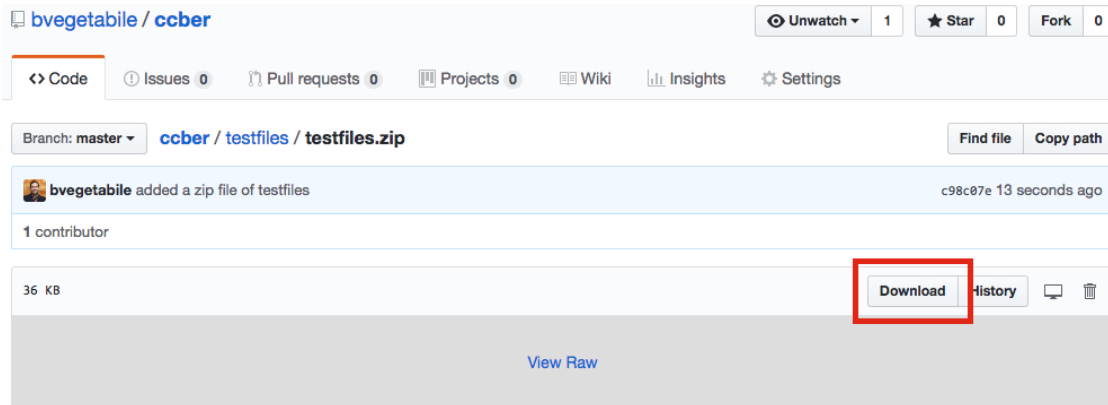 bvegetabile / ccber Unwatch 1 Star 0 Fork 0
<> Code Issues 0 Pull requests 0 Projects 0 Wiki Insights Settings
Branch: master ccber / testfiles / testfiles.zip Find file Copy path
bvegetabile added a zip file of testfiles c98c07e 13 seconds ago
1 contributor
36 KB Download History
View Raw